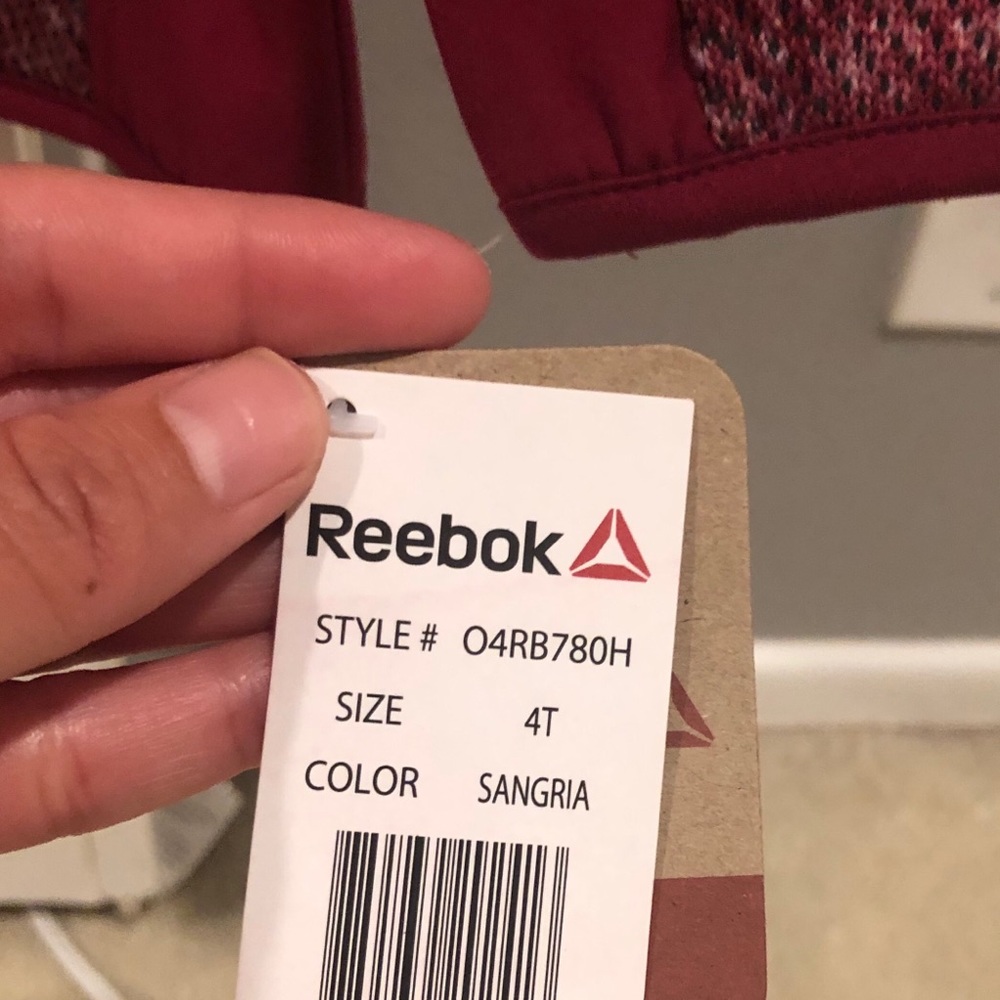 Reebok
STYLE # O4RB780H
SIZE 4T
COLOR SANGRIA